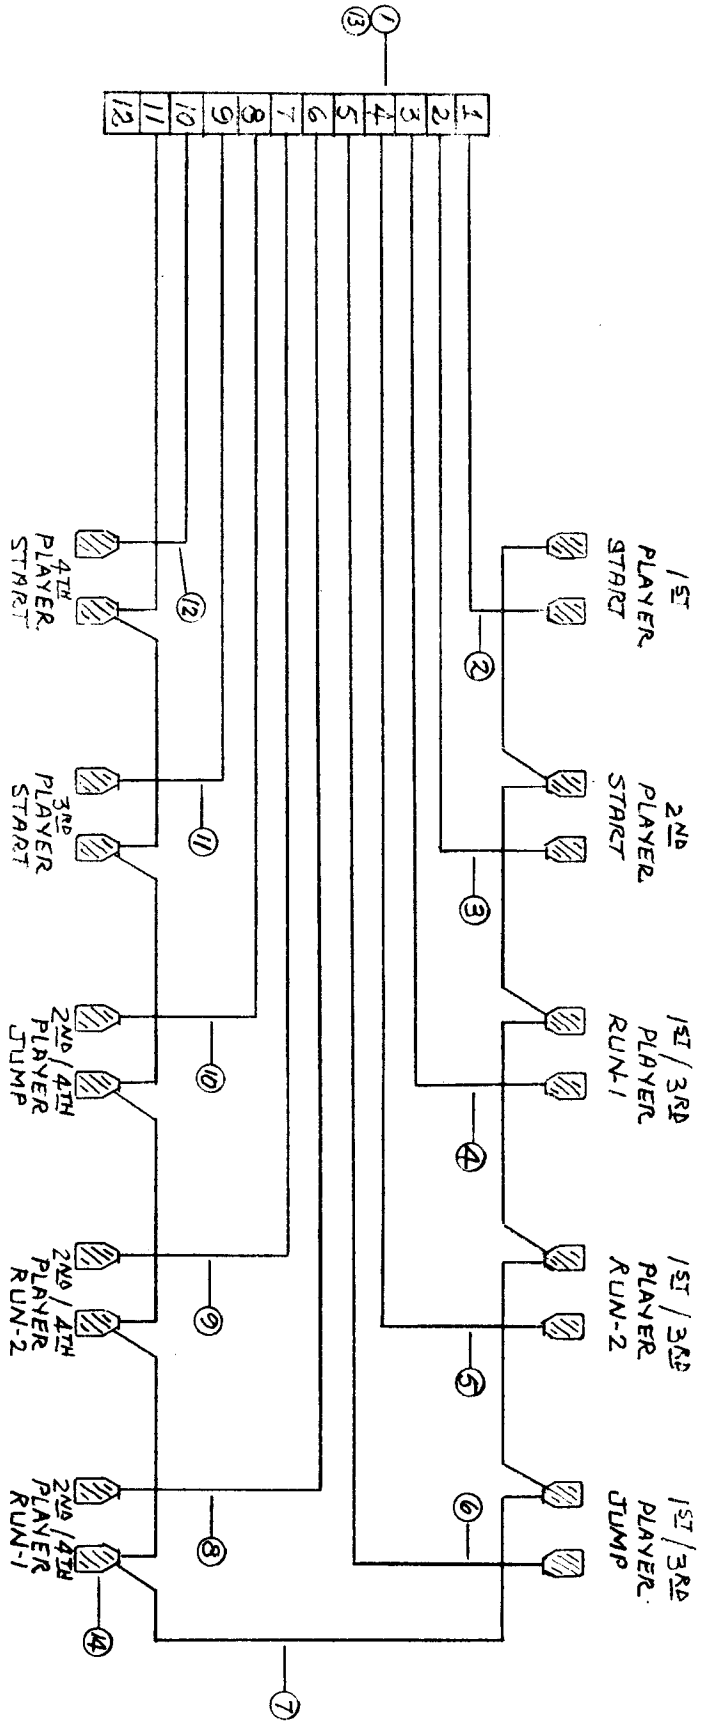 1
13
1 2 3 4 5 6 7 8 9 10 11 12
1ST
PLAYER
START
2ND
PLAYER
START
1ST/3RD
PLAYER
RUN-1
1ST/3RD
PLAYER
RUN-2
1ST/3RD
PLAYER
JUMP
2
3
4
5
6
7
12
11
10
9
8
14
4TH
PLAYER
START
3RD
PLAYER
START
2ND/4TH
PLAYER
JUMP
2ND/4TH
PLAYER
RUN-2
2ND/4TH
PLAYER
RUN-1